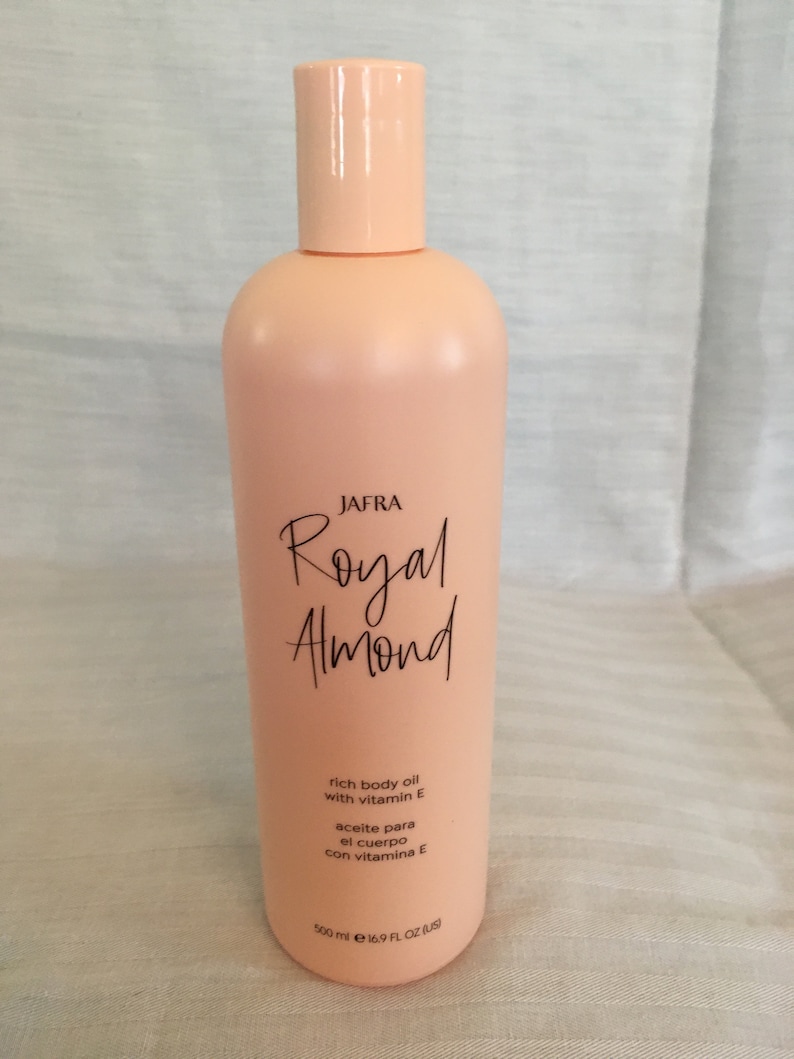 JAFRA
Royal
Almond
rich body oil
with vitamin E
aceite para
el cuerpo
con vitamina E
500 ml ℮ 16.9 FL OZ (US)